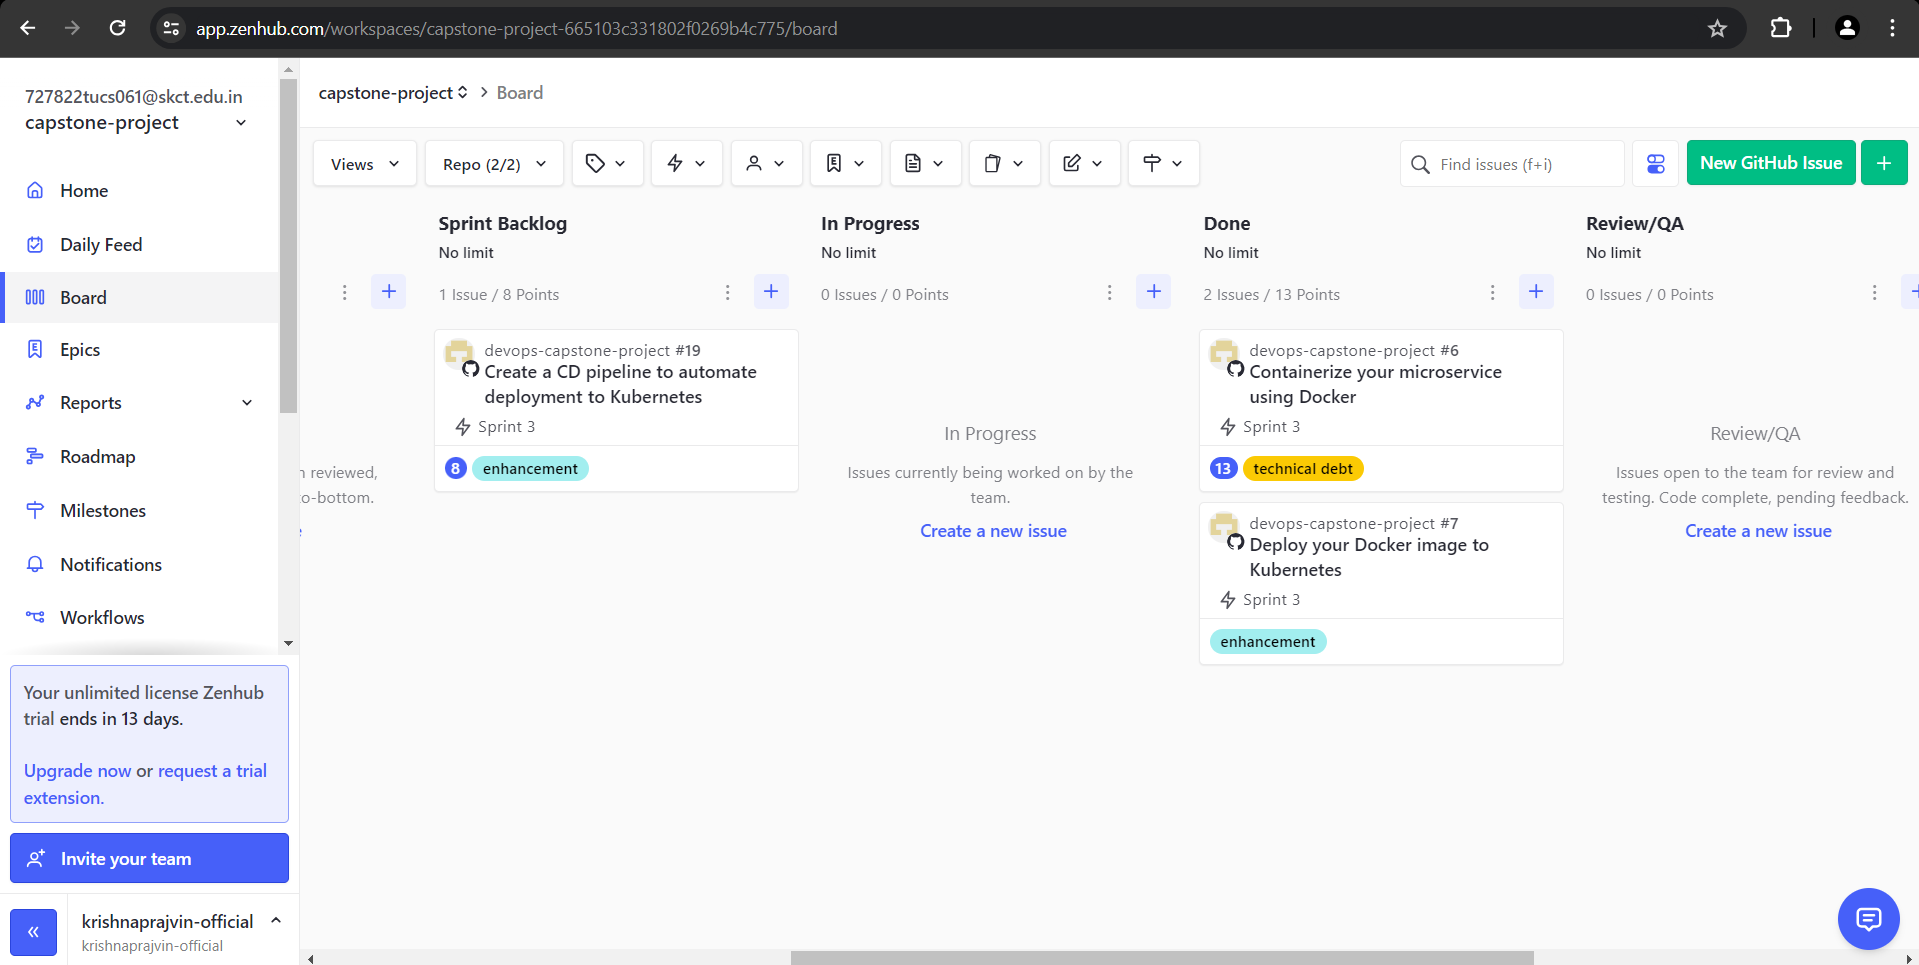 app.zenhub.com/workspaces/capstone-project-665103c331802f0269b4c775/board
727822tucs061@skct.edu.in
capstone-project
Home
Daily Feed
Board
Epics
Reports
Roadmap
Milestones
Notifications
Workflows
Your unlimited license Zenhub
trial ends in 13 days.
Upgrade now or request a trial
extension.
Invite your team
krishnaprajvin-official
krishnaprajvin-official
capstone-project > Board
Views
Repo (2/2)
Find issues (f+i)
New GitHub Issue
n reviewed,
o-bottom.
Sprint Backlog
No limit
1 Issue / 8 Points
devops-capstone-project #19
Create a CD pipeline to automate
deployment to Kubernetes
Sprint 3
8 enhancement
In Progress
No limit
0 Issues / 0 Points
In Progress
Issues currently being worked on by the
team.
Create a new issue
Done
No limit
2 Issues / 13 Points
devops-capstone-project #6
Containerize your microservice
using Docker
Sprint 3
13 technical debt
devops-capstone-project #7
Deploy your Docker image to
Kubernetes
Sprint 3
enhancement
Review/QA
No limit
0 Issues / 0 Points
Review/QA
Issues open to the team for review and
testing. Code complete, pending feedback.
Create a new issue